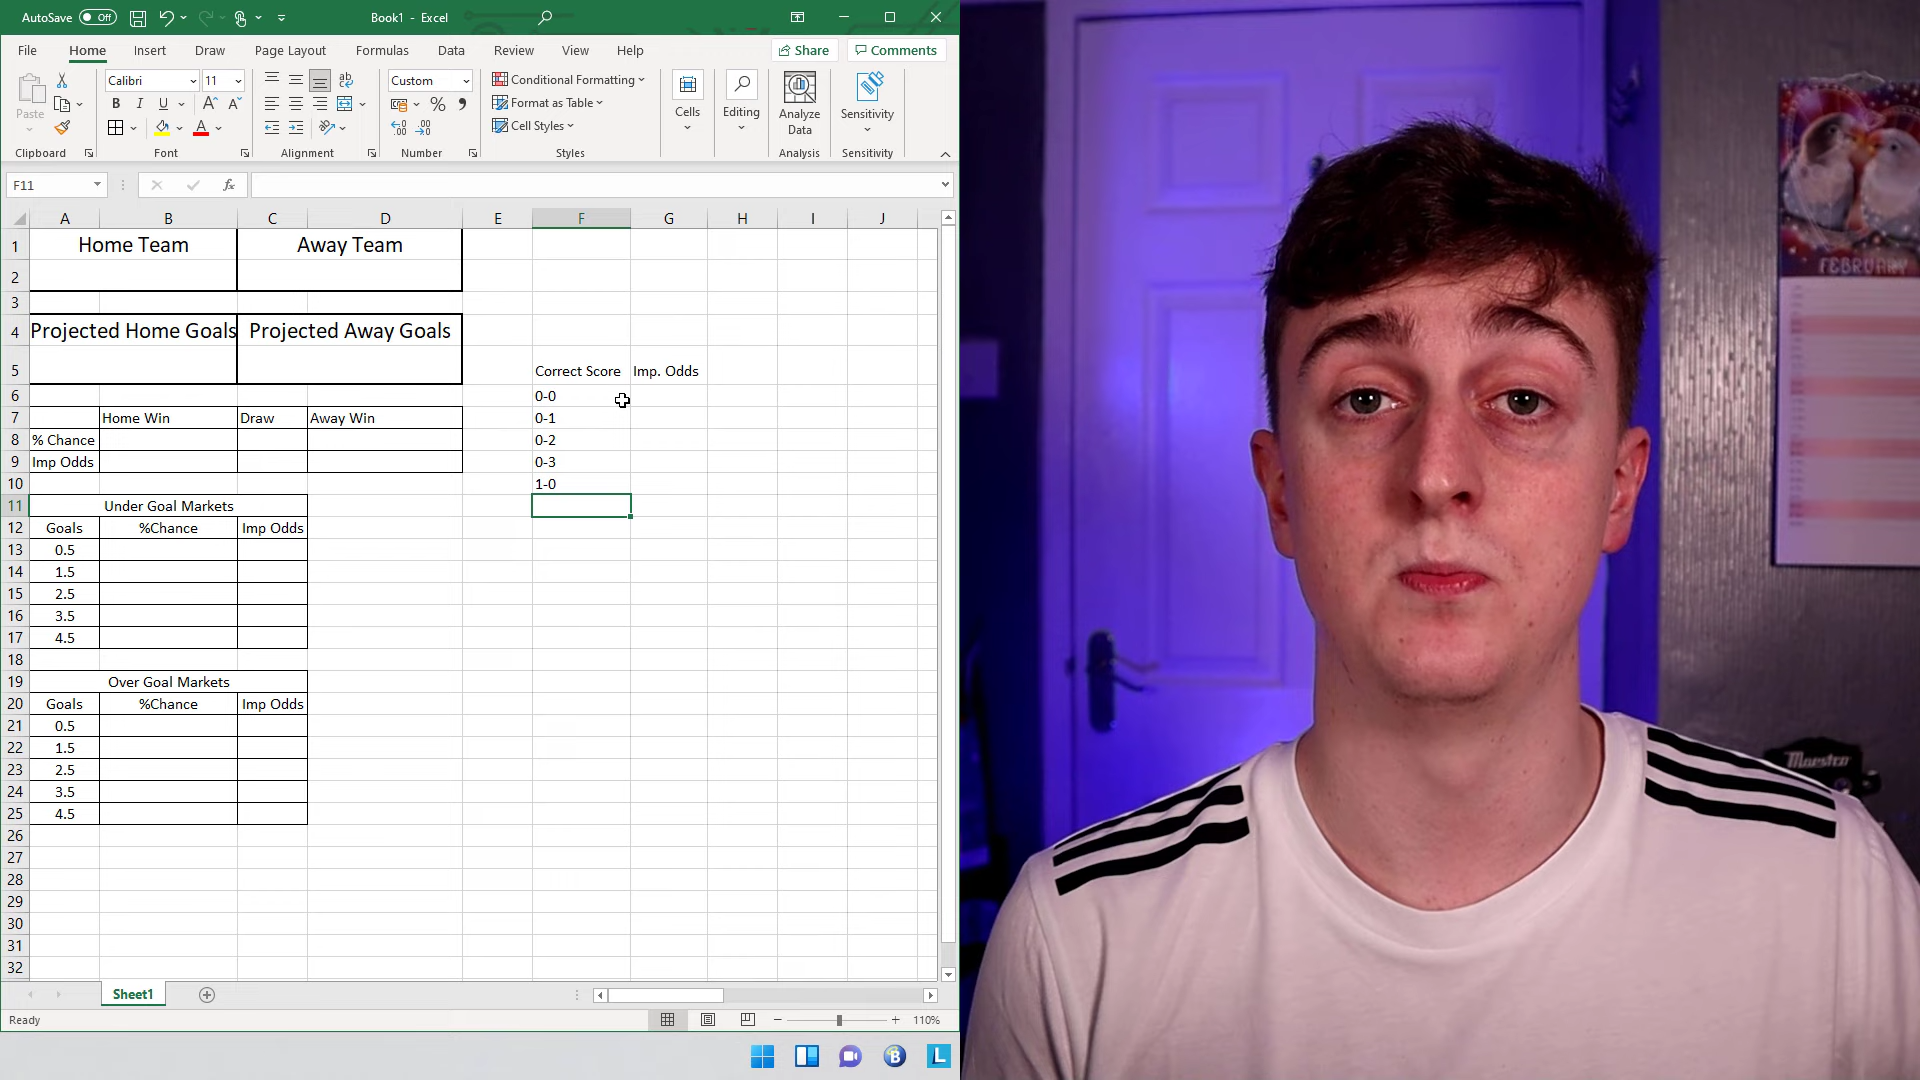 AutoSave Off Book1 - Excel
File Home Insert Draw Page Layout Formulas Data Review View Help Share Comments
Paste Calibri 11 Custom Conditional Formatting Cells Editing Analyze Data Sensitivity
B I U A A % Format as Table
A Cell Styles
Clipboard Font Alignment Number Styles Analysis Sensitivity
F11 fx
A B C D E F G H I J
1 Home Team Away Team
2
3
4 Projected Home Goals Projected Away Goals
5 Correct Score Imp. Odds
6 0-0
7 Home Win Draw Away Win 0-1
8 % Chance 0-2
9 Imp Odds 0-3
10 1-0
11 Under Goal Markets
12 Goals %Chance Imp Odds
13 0.5
14 1.5
15 2.5
16 3.5
17 4.5
18
19 Over Goal Markets
20 Goals %Chance Imp Odds
21 0.5
22 1.5
23 2.5
24 3.5
25 4.5
26
27
28
29
30
31
32
Sheet1
Ready 110%
B L
FEBRUARY
Maestro